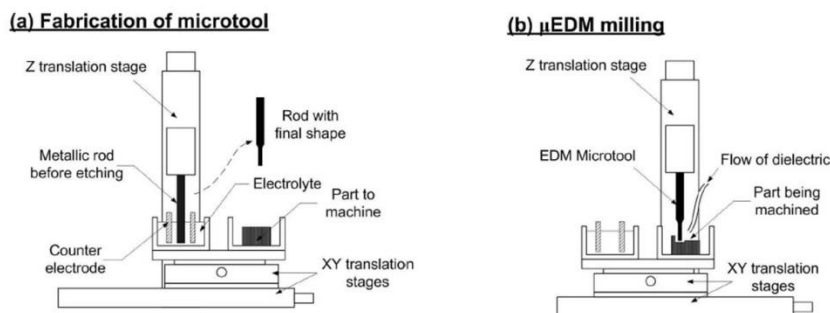 (a) Fabrication of microtool
Z translation stage
Rod with
final shape
Metallic rod
before etching
Electrolyte
Part to
machine
Counter
electrode
XY translation
stages
(b) µEDM milling
Z translation stage
EDM Microtool
Flow of dielectric
Part being
machined
XY translation
stages